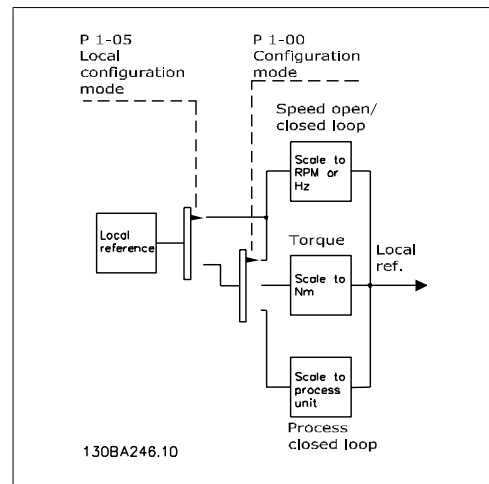 P 1-05
Local
configuration
mode
P 1-00
Configuration
mode
Speed open/
closed loop
Scale to
RPM or
Hz
Local
reference
Torque
Scale to
Nm
Local
ref.
Scale to
process
unit
Process
closed loop
130BA246.10